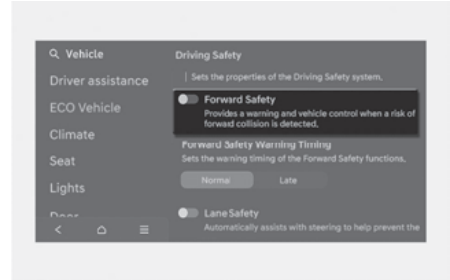 Vehicle
Driver assistance
ECO Vehicle
Climate
Seat
Lights
Door
Driving Safety
Sets the properties of the Driving Safety system.
Forward Safety
Provides a warning and vehicle control when a risk of
forward collision is detected.
Forward Safety Warning Timing
Sets the warning timing of the Forward Safety functions.
Normal
Late
Lane Safety
Automatically assists with steering to help prevent the